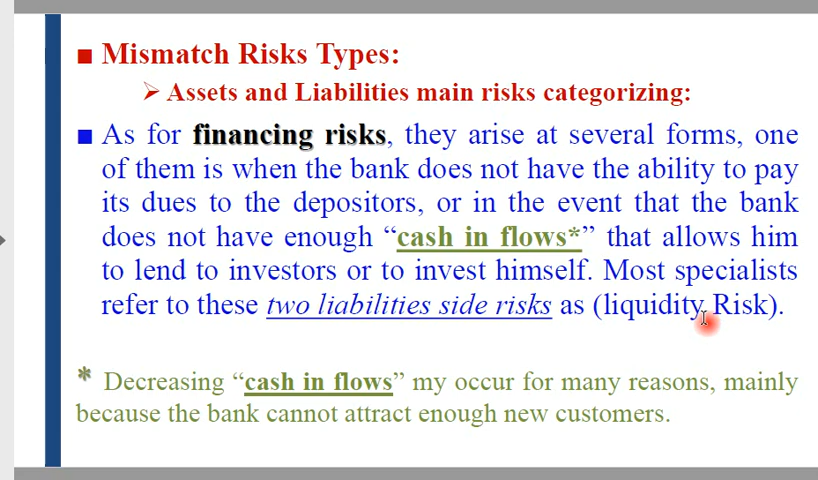 ■ Mismatch Risks Types:
➢ Assets and Liabilities main risks categorizing:
■ As for financing risks, they arise at several forms, one
of them is when the bank does not have the ability to pay
its dues to the depositors, or in the event that the bank
does not have enough “cash in flows*” that allows him
to lend to investors or to invest himself. Most specialists
refer to these two liabilities side risks as (liquidity Risk).
* Decreasing “cash in flows” my occur for many reasons, mainly
because the bank cannot attract enough new customers.